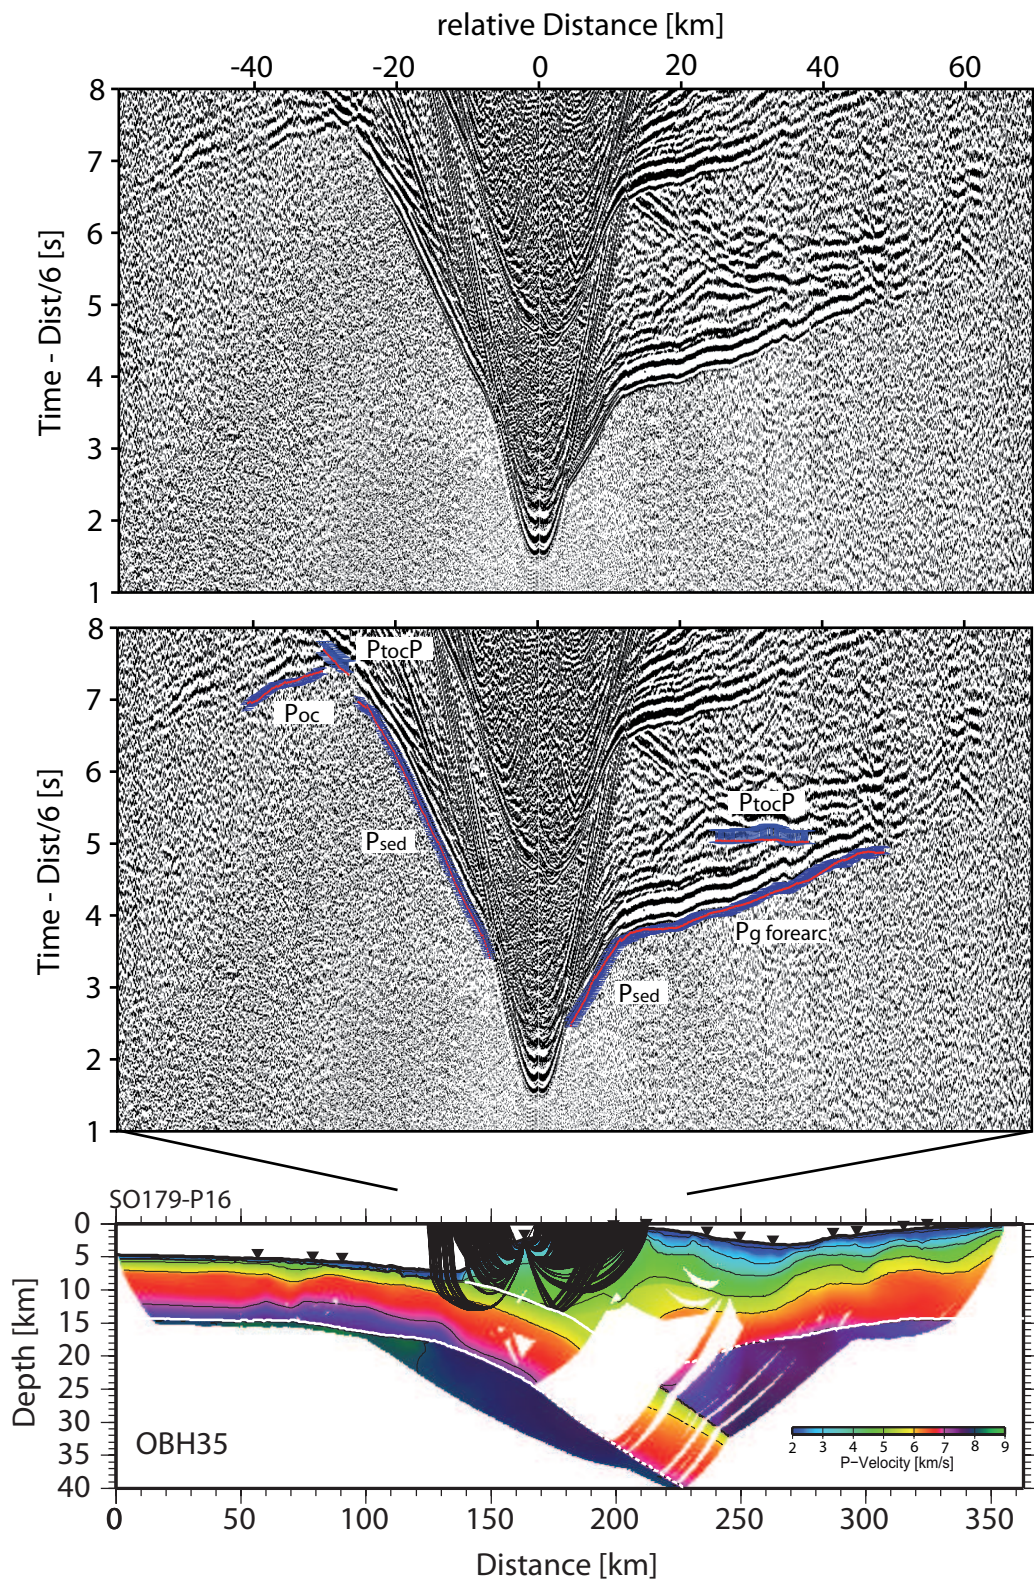 relative Distance [km]
-40 -20 0 20 40 60
8
7
6
5
4
3
2
1
Time - Dist/6 [s]
8
7
6
5
4
3
2
1
Time - Dist/6 [s]
PtocP
Poc
Psed
PtocP
Pg forearc
Psed
SO179-P16
0
5
10
15
20
25
30
35
40
Depth [km]
OBH35
2 3 4 5 6 7 8 9
P-Velocity [km/s]
0 50 100 150 200 250 300 350
Distance [km]